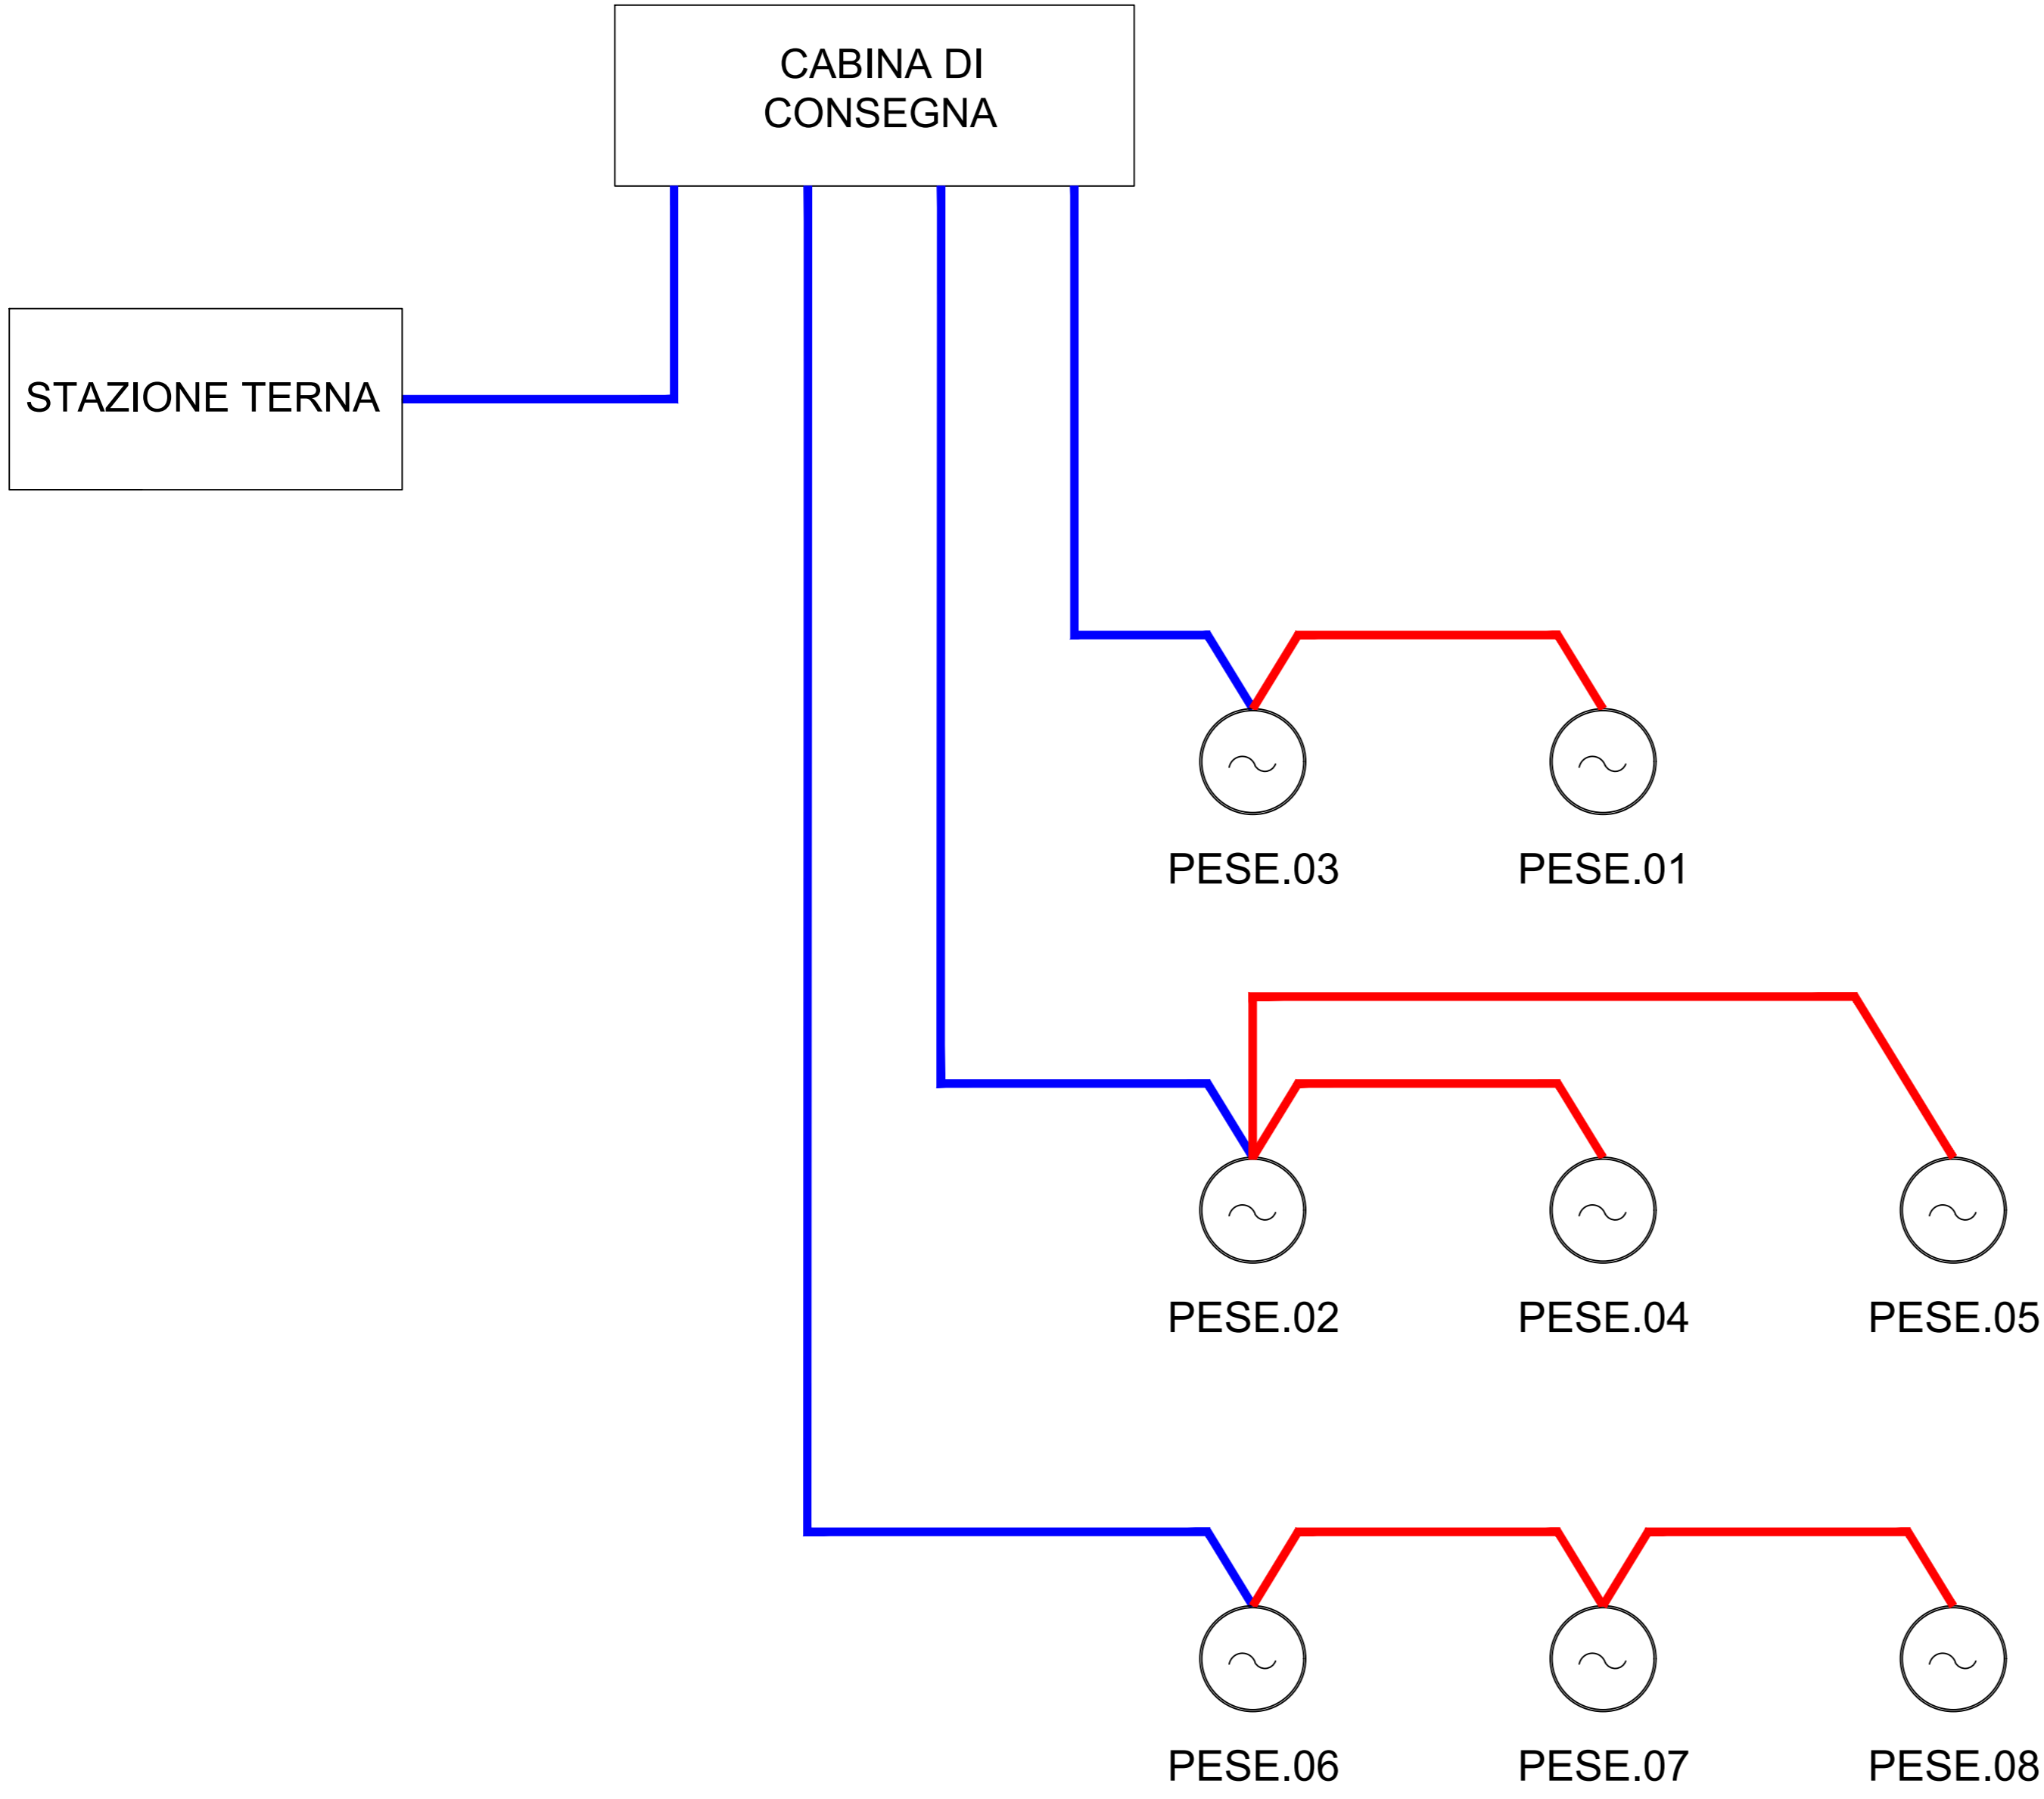 CABINA DI
CONSEGNA
STAZIONE TERNA
PESE.03
PESE.01
PESE.02
PESE.04
PESE.05
PESE.06
PESE.07
PESE.08